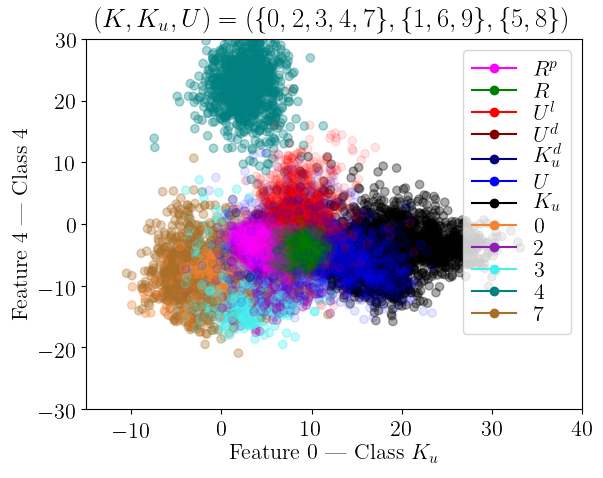 (K, K_u, U) = ({0, 2, 3, 4, 7}, {1, 6, 9}, {5, 8})
30
20
10
0
−10
−20
−30
Feature 4 — Class 4
−10 0 10 20 30 40
Feature 0 — Class K_u
R^p
R
U^l
U^d
K_u^d
U
K_u
0
2
3
4
7